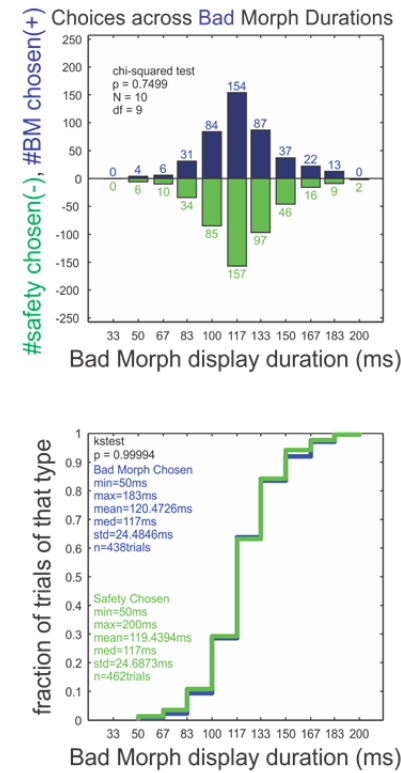 Choices across Bad Morph Durations
#safety chosen(-), #BM chosen(+)
250
200
150
100
50
0
-50
-100
-150
-200
-250
chi-squared test
p = 0.7499
N = 10
df = 9
0 4 6 31 84 154 87 37 22 13 0
0 6 10 34 85 157 97 46 16 9 2
33 50 67 83 100 117 133 150 167 183 200
Bad Morph display duration (ms)
fraction of trials of that type
1
0.9
0.8
0.7
0.6
0.5
0.4
0.3
0.2
0.1
0
kstest
p = 0.99994
Bad Morph Chosen
min=50ms
max=183ms
mean=120.4726ms
med=117ms
std=24.4846ms
n=438trials
Safety Chosen
min=50ms
max=200ms
mean=119.4394ms
med=117ms
std=24.6873ms
n=462trials
33 50 67 83 100 117 133 150 167 183 200
Bad Morph display duration (ms)